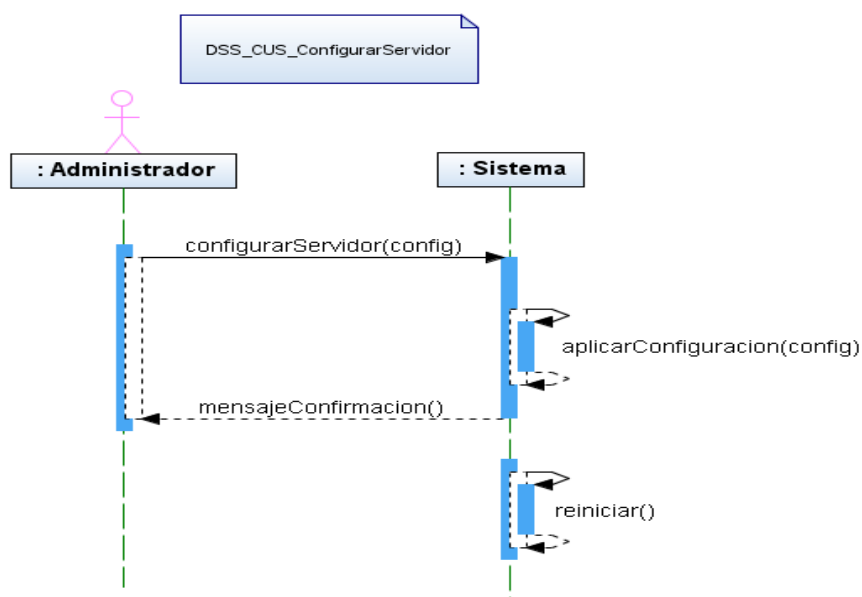 DSS_CUS_ConfigurarServidor
: Administrador
: Sistema
configurarServidor(config)
aplicarConfiguracion(config)
mensajeConfirmacion()
reiniciar()